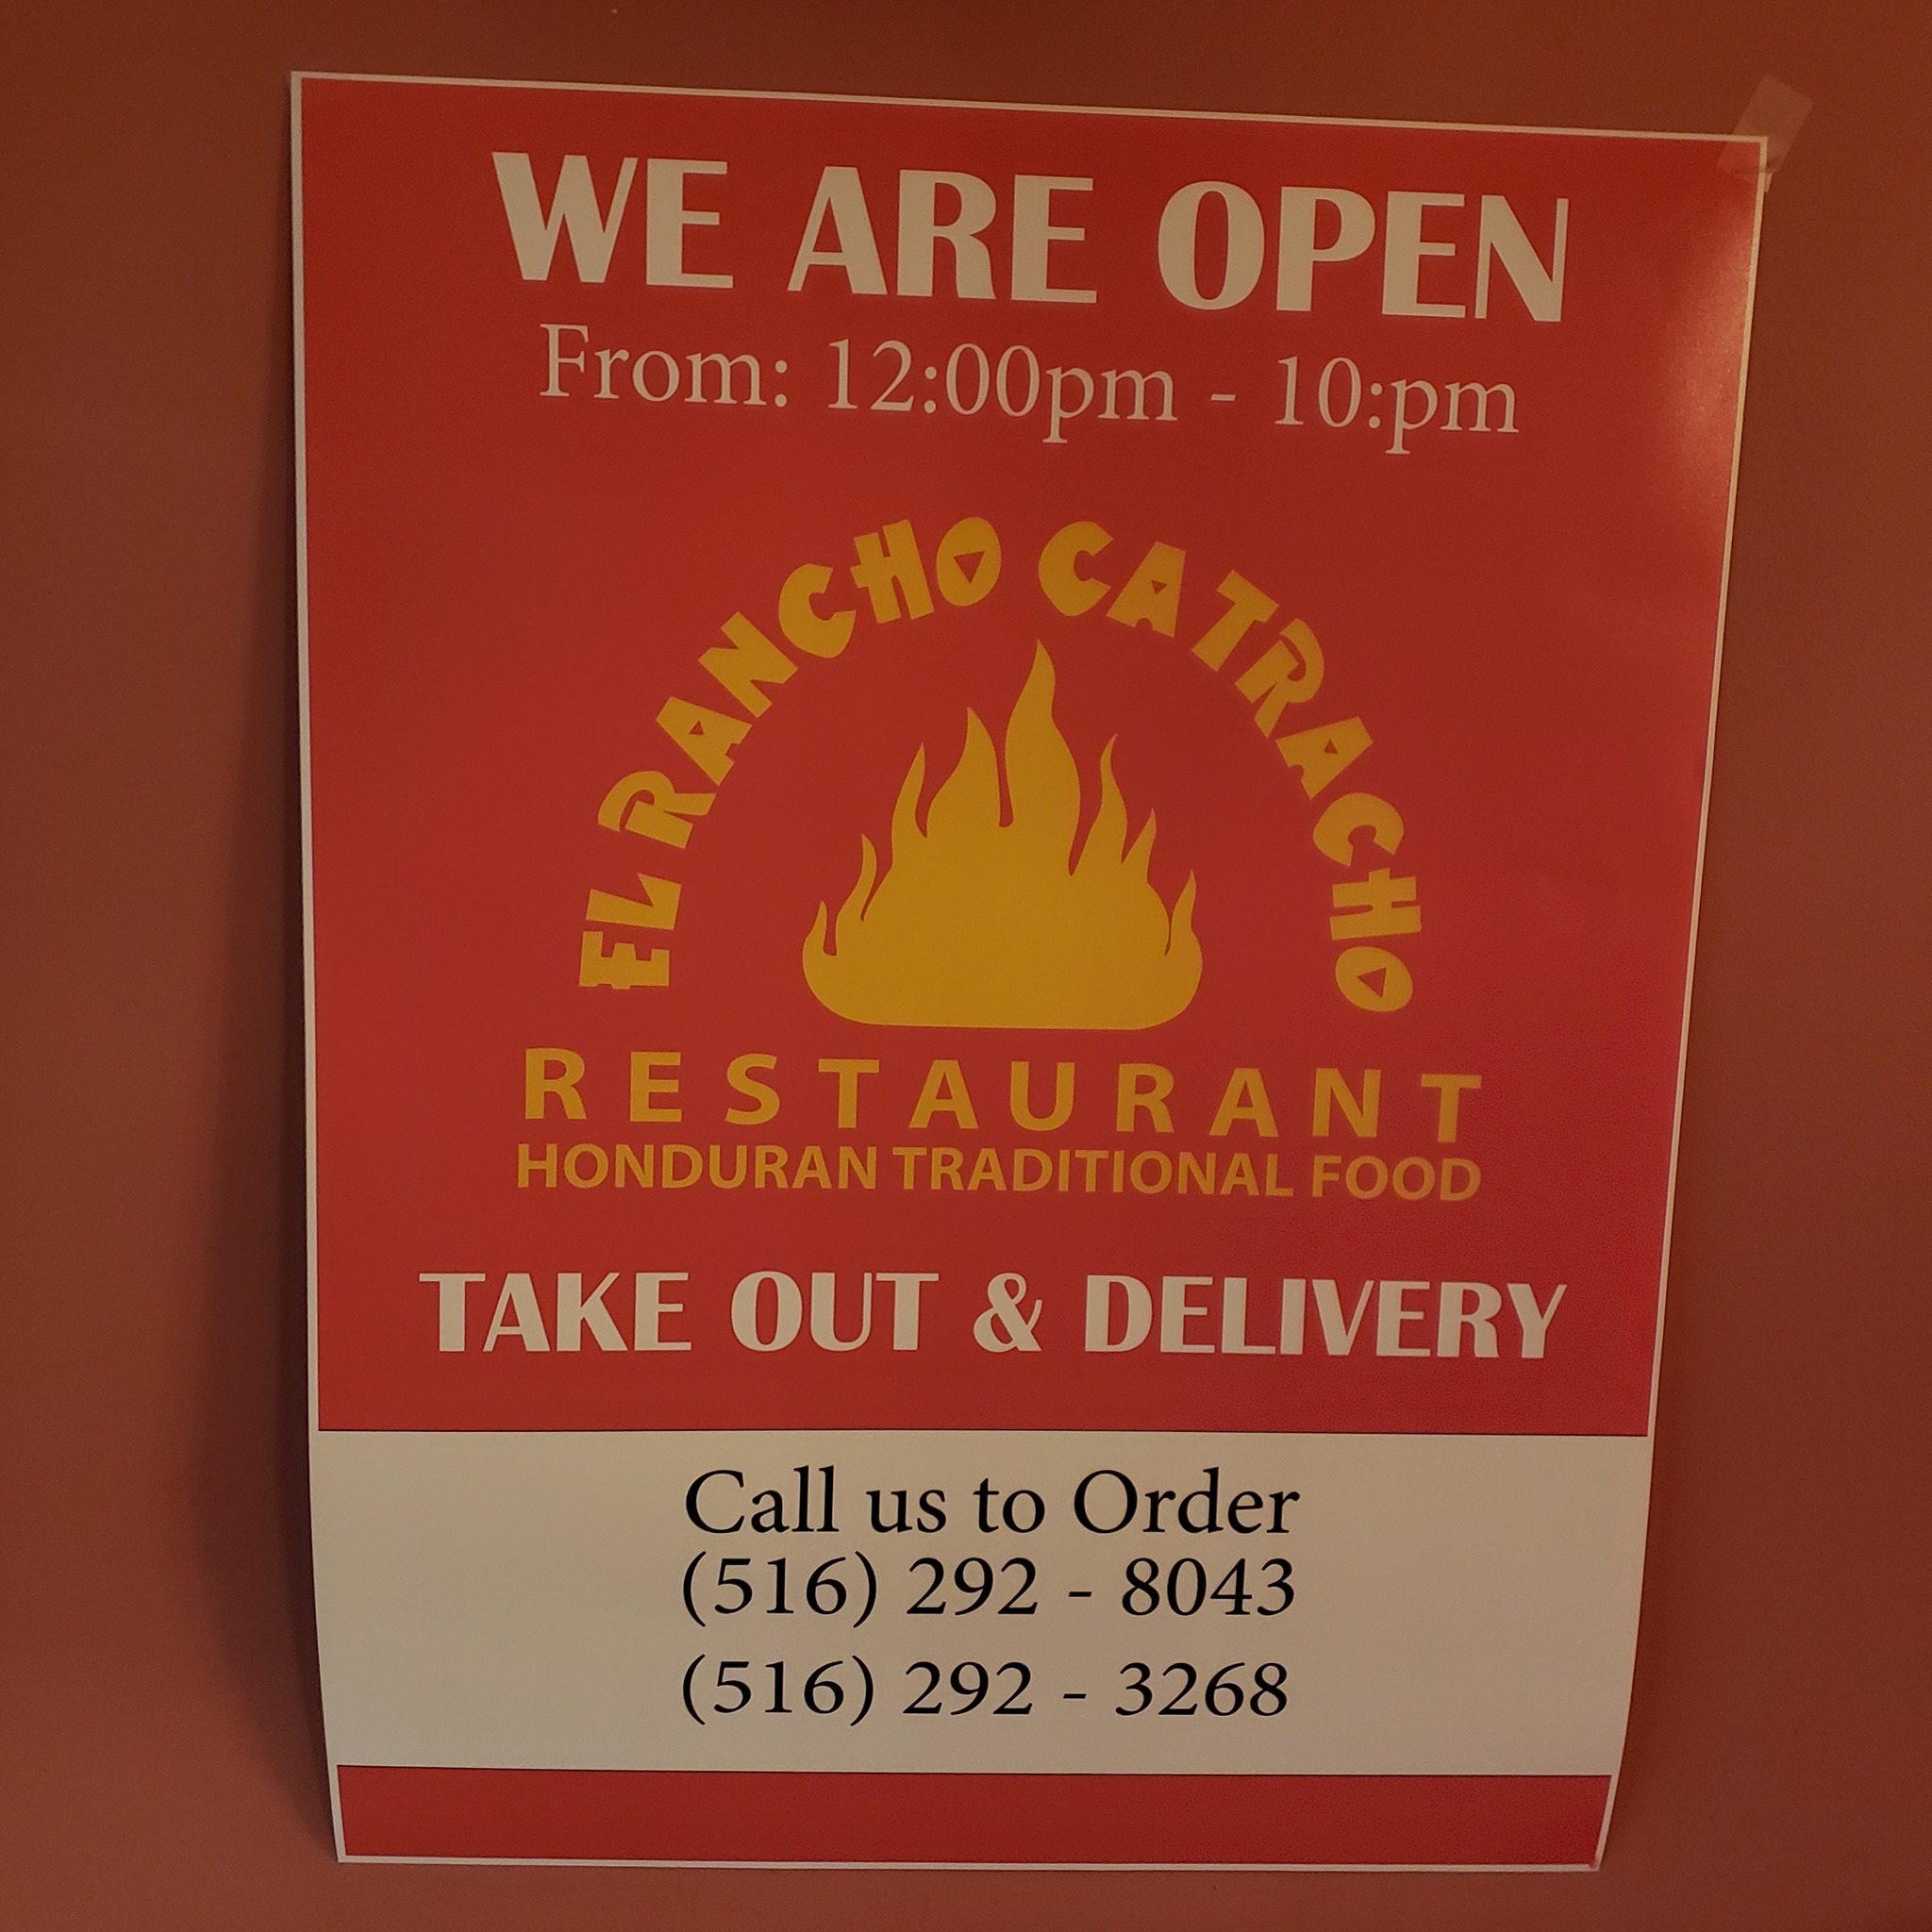 WE ARE OPEN
From: 12:00pm - 10:pm
EL RANCHO CATRACHO
RESTAURANT
HONDURAN TRADITIONAL FOOD
TAKE OUT & DELIVERY
Call us to Order
(516) 292 - 8043
(516) 292 - 3268